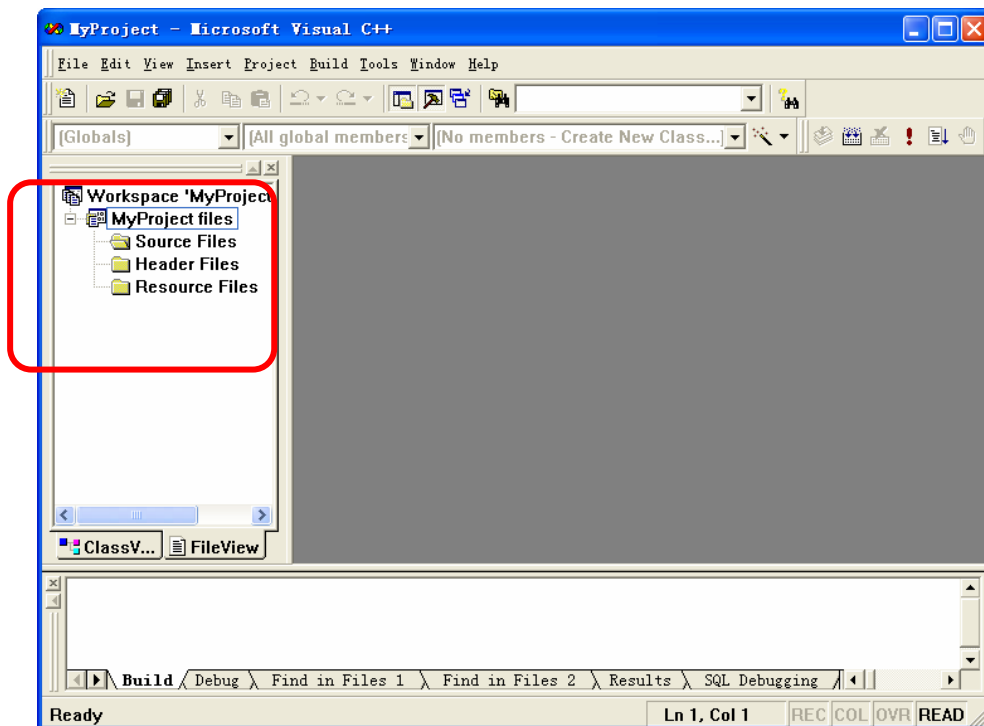 MyProject - Microsoft Visual C++
File Edit View Insert Project Build Tools Window Help
(Globals) (All global members (No members - Create New Class...)
Workspace 'MyProject
MyProject files
Source Files
Header Files
Resource Files
ClassV... FileView
Build Debug Find in Files 1 Find in Files 2 Results SQL Debugging
Ready Ln 1, Col 1 REC COL OVR READ